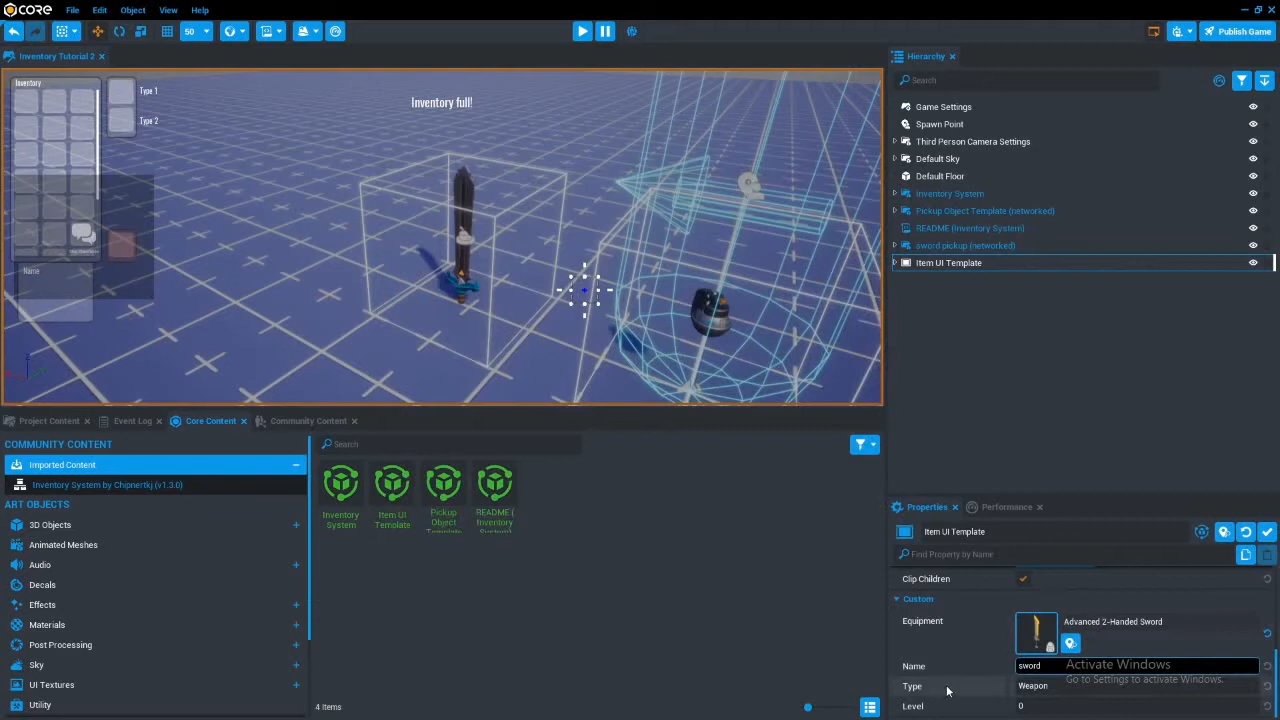 CORE
File Edit Object View Help
50
Publish Game
Inventory Tutorial 2
Inventory
Type 1
Type 2
Inventory full!
Name
Hierarchy
Search
Game Settings
Spawn Point
Third Person Camera Settings
Default Sky
Default Floor
Inventory System
Pickup Object Template (networked)
README (Inventory System)
sword pickup (networked)
Item UI Template
Project Content
Event Log
Core Content
Community Content
COMMUNITY CONTENT
Imported Content
Inventory System by Chipnertkj (v1.3.0)
ART OBJECTS
3D Objects
Animated Meshes
Audio
Decals
Effects
Materials
Post Processing
Sky
UI Textures
Utility
Search
Inventory System
Item UI Template
Pickup Object Template
README ( Inventory System)
4 Items
Properties
Performance
Item UI Template
Find Property by Name
Clip Children
Custom
Equipment
Advanced 2-Handed Sword
Name sword
Type Weapon
Level 0
Activate Windows
Go to Settings to activate Windows.